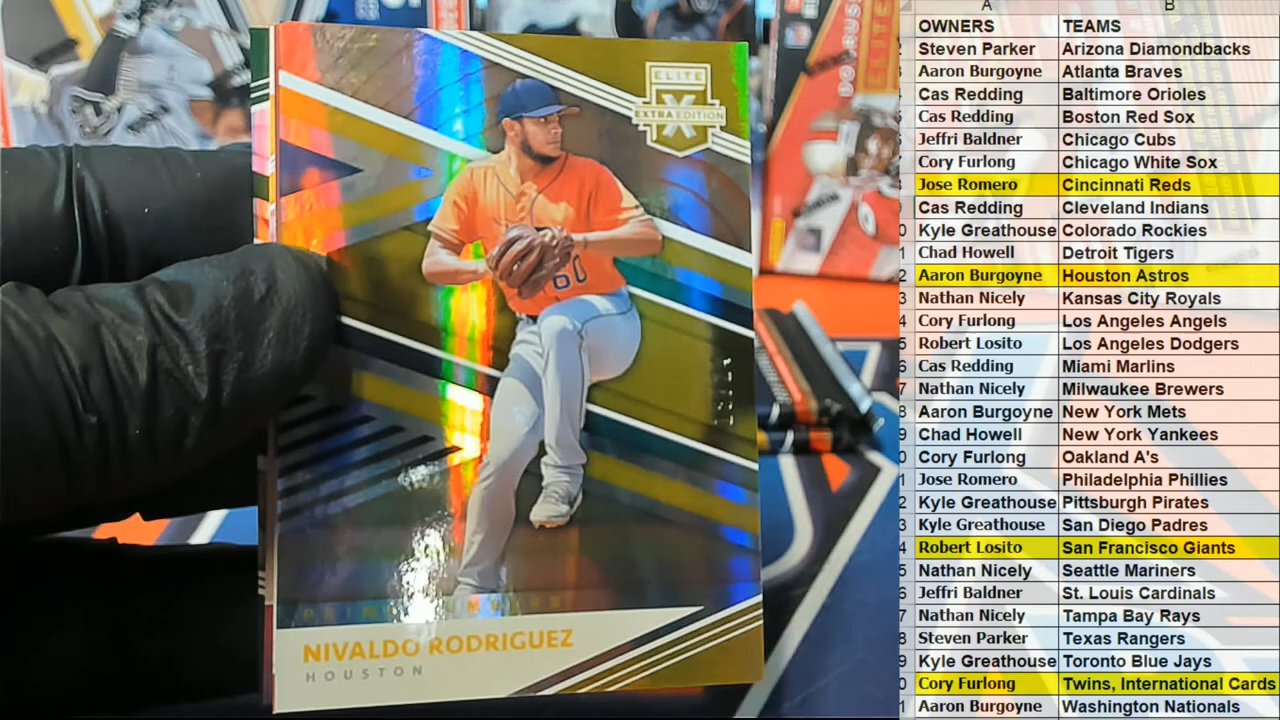 ELITE
X
EXTRA EDITION
60
NIVALDO RODRIGUEZ
HOUSTON
A B
OWNERS TEAMS
Steven Parker Arizona Diamondbacks
Aaron Burgoyne Atlanta Braves
Cas Redding Baltimore Orioles
Cas Redding Boston Red Sox
Jeffri Baldner Chicago Cubs
Cory Furlong Chicago White Sox
Jose Romero Cincinnati Reds
Cas Redding Cleveland Indians
Kyle Greathouse Colorado Rockies
Chad Howell Detroit Tigers
Aaron Burgoyne Houston Astros
Nathan Nicely Kansas City Royals
Cory Furlong Los Angeles Angels
Robert Losito Los Angeles Dodgers
Cas Redding Miami Marlins
Nathan Nicely Milwaukee Brewers
Aaron Burgoyne New York Mets
Chad Howell New York Yankees
Cory Furlong Oakland A's
Jose Romero Philadelphia Phillies
Kyle Greathouse Pittsburgh Pirates
Kyle Greathouse San Diego Padres
Robert Losito San Francisco Giants
Nathan Nicely Seattle Mariners
Jeffri Baldner St. Louis Cardinals
Nathan Nicely Tampa Bay Rays
Steven Parker Texas Rangers
Kyle Greathouse Toronto Blue Jays
Cory Furlong Twins, International Cards
Aaron Burgoyne Washington Nationals